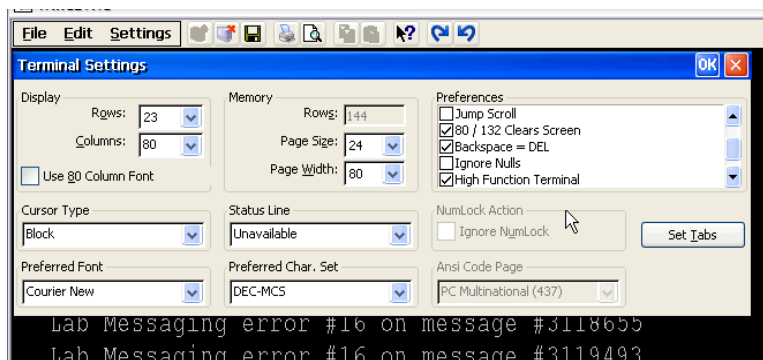 File Edit Settings
Terminal Settings
OK
Display
Rows: 23
Columns: 80
Use 80 Column Font
Memory
Rows: 144
Page Size: 24
Page Width: 80
Preferences
Jump Scroll
80 / 132 Clears Screen
Backspace = DEL
Ignore Nulls
High Function Terminal
Cursor Type
Block
Status Line
Unavailable
NumLock Action
Ignore NumLock
Set Tabs
Preferred Font
Courier New
Preferred Char. Set
DEC-MCS
Ansi Code Page
PC Multinational (437)
Lab Messaging error #16 on message #3118655
Lab Messaging error #16 on message #3119493